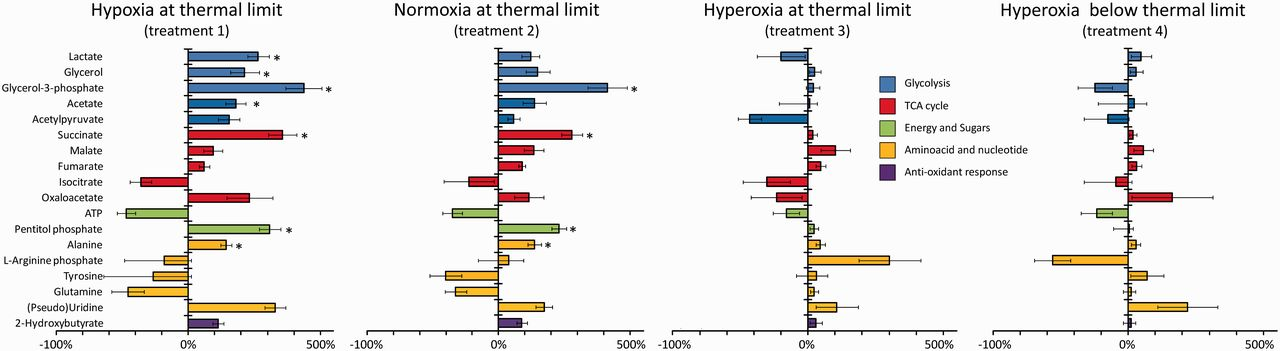 Hypoxia at thermal limit
(treatment 1)
Normoxia at thermal limit
(treatment 2)
Hyperoxia at thermal limit
(treatment 3)
Hyperoxia below thermal limit
(treatment 4)
Lactate
Glycerol
Glycerol-3-phosphate
Acetate
Acetylpyruvate
Succinate
Malate
Fumarate
Isocitrate
Oxaloacetate
ATP
Pentitol phosphate
Alanine
L-Arginine phosphate
Tyrosine
Glutamine
(Pseudo)Uridine
2-Hydroxybutyrate
*
*
*
*
*
*
*
*
*
*
*
Glycolysis
TCA cycle
Energy and Sugars
Aminoacid and nucleotide
Anti-oxidant response
-100% 0% 500%
-100% 0% 500%
-100% 0% 500%
-100% 0% 500%